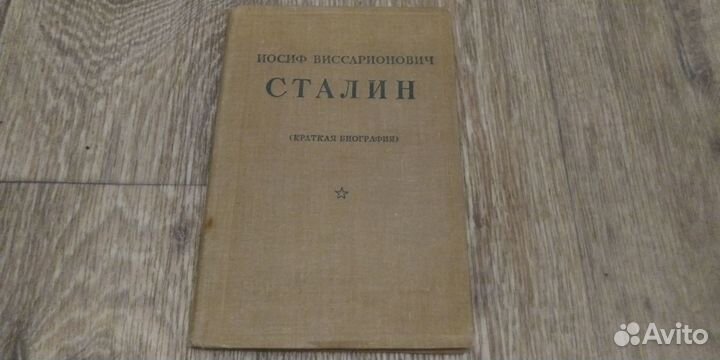 ИОСИФ ВИССАРИОНОВИЧ
СТАЛИН
(КРАТКАЯ БИОГРАФИЯ)
Avito